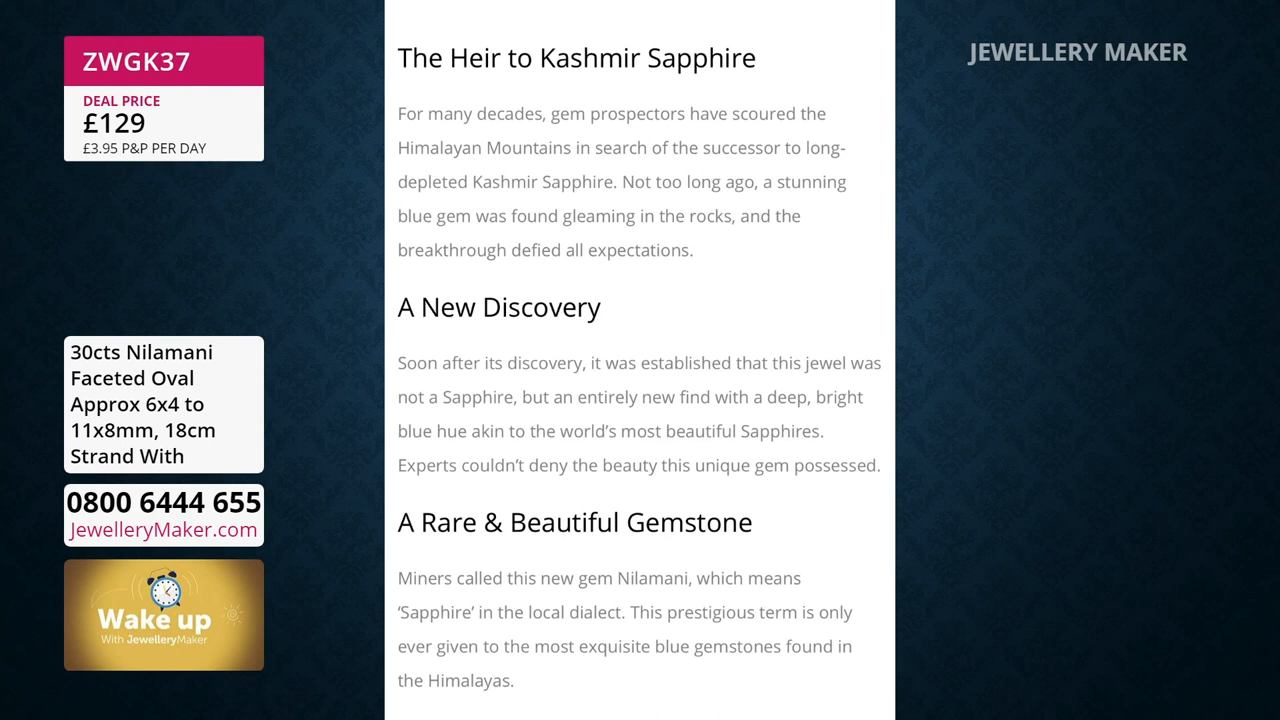 ZWGK37
DEAL PRICE
£129
£3.95 P&P PER DAY
30cts Nilamani
Faceted Oval
Approx 6x4 to
11x8mm, 18cm
Strand With
0800 6444 655
JewelleryMaker.com
Wake up
With JewelleryMaker
The Heir to Kashmir Sapphire
For many decades, gem prospectors have scoured the
Himalayan Mountains in search of the successor to long-
depleted Kashmir Sapphire. Not too long ago, a stunning
blue gem was found gleaming in the rocks, and the
breakthrough defied all expectations.
A New Discovery
Soon after its discovery, it was established that this jewel was
not a Sapphire, but an entirely new find with a deep, bright
blue hue akin to the world’s most beautiful Sapphires.
Experts couldn’t deny the beauty this unique gem possessed.
A Rare & Beautiful Gemstone
Miners called this new gem Nilamani, which means
‘Sapphire’ in the local dialect. This prestigious term is only
ever given to the most exquisite blue gemstones found in
the Himalayas.
JEWELLERY MAKER